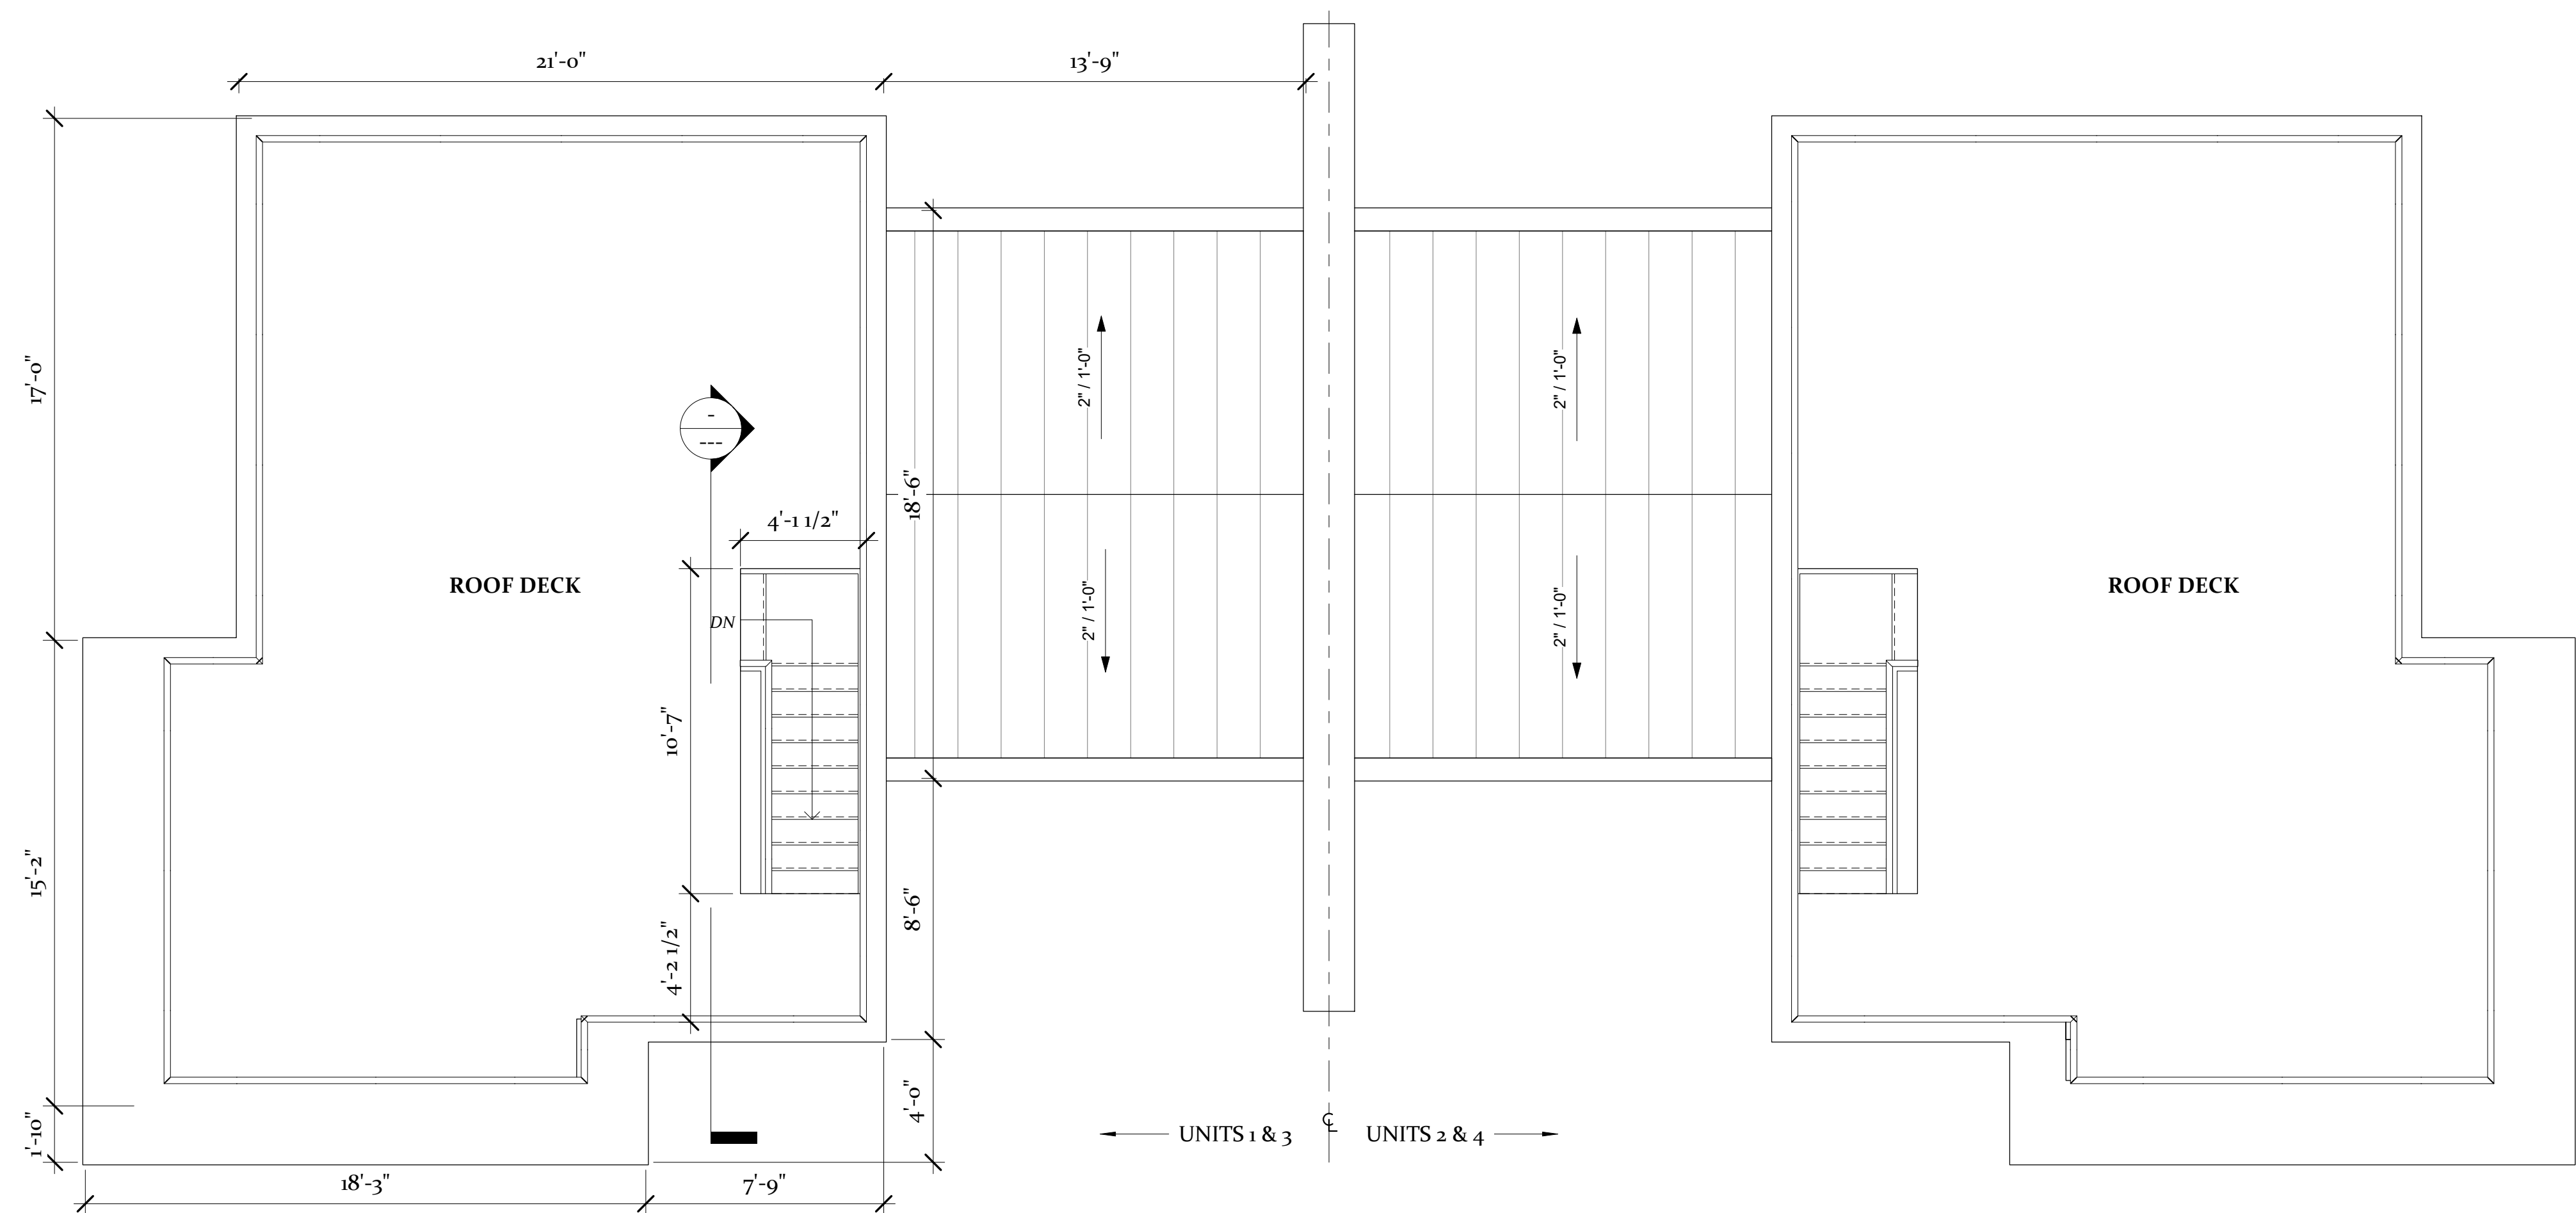 21'-0"
13'-9"
17'-0"
2" / 1'-0"
2" / 1'-0"
-
---
18'-6"
4'-1 1/2"
ROOF DECK
ROOF DECK
DN
2" / 1'-0"
2" / 1'-0"
10'-7"
15'-2"
8'-6"
4'-2 1/2"
1'-10"
4'-0"
UNITS 1 & 3
CL
UNITS 2 & 4
18'-3"
7'-9"